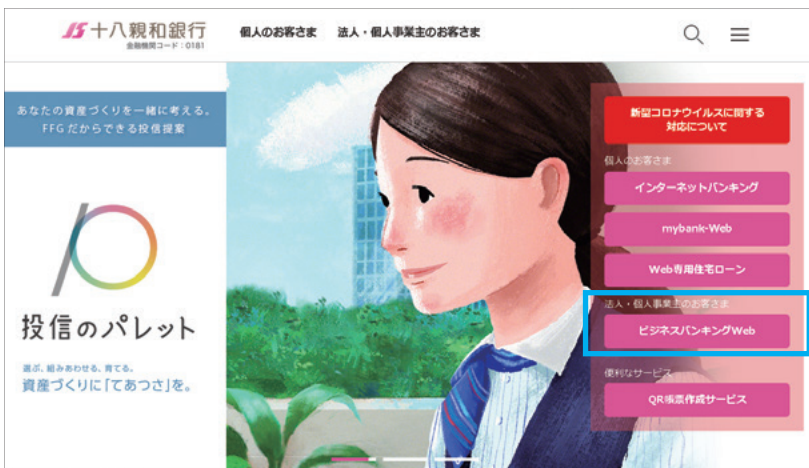 十八親和銀行
金融機関コード：0181
個人のお客さま 法人・個人事業主のお客さま
あなたの資産づくりを一緒に考える。
FFGだからできる投信提案
投信のパレット
選ぶ、組みあわせる、育てる。
資産づくりに「てあつさ」を。
新型コロナウイルスに関する
対応について
個人のお客さま
インターネットバンキング
mybank-Web
Web専用住宅ローン
法人・個人事業主のお客さま
ビジネスバンキングWeb
便利なサービス
QR帳票作成サービス